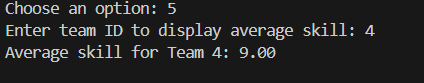 Choose an option: 5
Enter team ID to display average skill: 4
Average skill for Team 4: 9.00